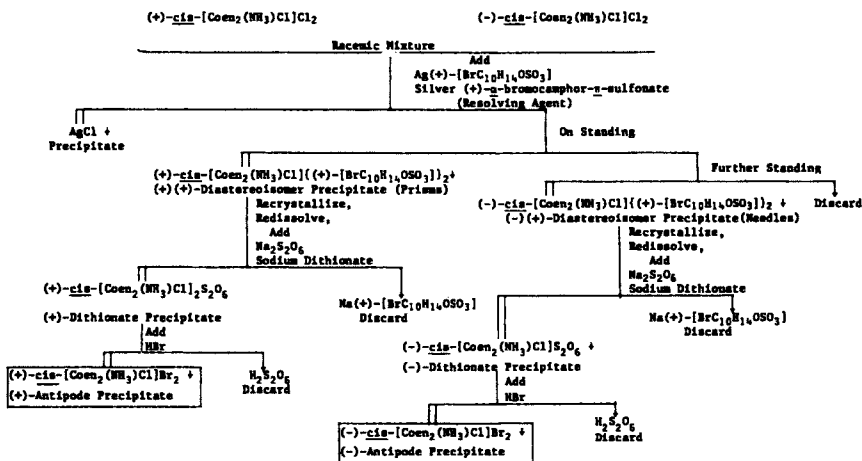 (+)-cis-[Coen₂(NH₃)Cl]Cl₂
(-)-cis-[Coen₂(NH₃)Cl]Cl₂
Racemic Mixture
Add
Ag(+)-[BrC₁₀H₁₄OSO₃]
Silver (+)-α-bromocamphor-π-sulfonate
(Resolving Agent)
AgCl ↓
Precipitate
On Standing
(+)-cis-[Coen₂(NH₃)Cl]{(+)-[BrC₁₀H₁₄OSO₃]}₂↓
(+)(+)-Diastereoisomer Precipitate (Prisms)
Recrystallize,
Redissolve,
Add
Na₂S₂O₆
Sodium Dithionate
Further Standing
(-)-cis-[Coen₂(NH₃)Cl]{(+)-[BrC₁₀H₁₄OSO₃]}₂ ↓
(-)(+)-Diastereoisomer Precipitate(Needles)
Recrystallize,
Redissolve,
Add
Na₂S₂O₆
Sodium Dithionate
Discard
(+)-cis-[Coen₂(NH₃)Cl]₂S₂O₆
(+)-Dithionate Precipitate
Add
HBr
Na(+)-[BrC₁₀H₁₄OSO₃]
Discard
(-)-cis-[Coen₂(NH₃)Cl]S₂O₆ ↓
(-)-Dithionate Precipitate
Add
HBr
Na(+)-[BrC₁₀H₁₄OSO₃]
Discard
(+)-cis-[Coen₂(NH₃)Cl]Br₂ ↓
(+)-Antipode Precipitate
H₂S₂O₆
Discard
(-)-cis-[Coen₂(NH₃)Cl]Br₂ ↓
(-)-Antipode Precipitate
H₂S₂O₆
Discard